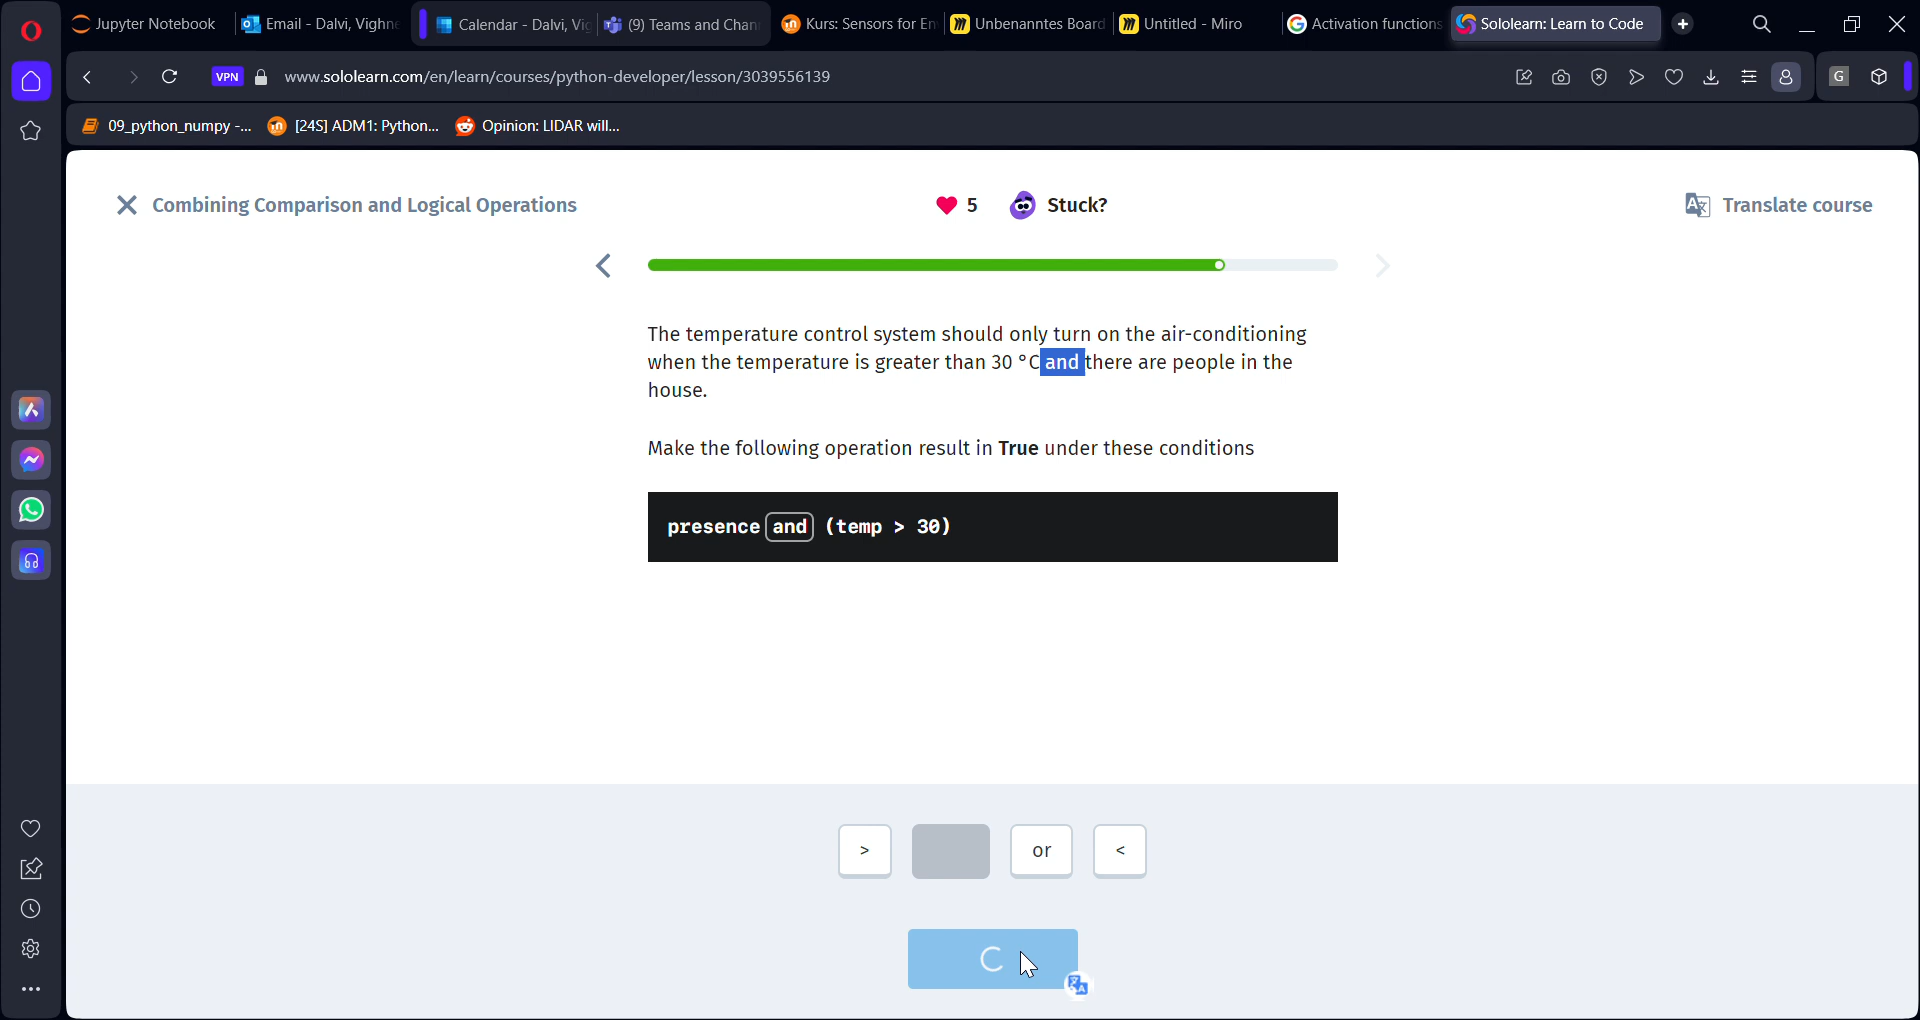 Jupyter Notebook
Email - Dalvi, Vighne
Calendar - Dalvi, Vig
(9) Teams and Chan
Kurs: Sensors for En
Unbenanntes Board
Untitled - Miro
Activation functions
Sololearn: Learn to Code
VPN
www.sololearn.com/en/learn/courses/python-developer/lesson/3039556139
G
09_python_numpy -...
[24S] ADM1: Python...
Opinion: LIDAR will...
Combining Comparison and Logical Operations
5
Stuck?
Translate course
The temperature control system should only turn on the air-conditioning
when the temperature is greater than 30 °C and there are people in the
house.
Make the following operation result in True under these conditions
presence and (temp > 30)
> or <